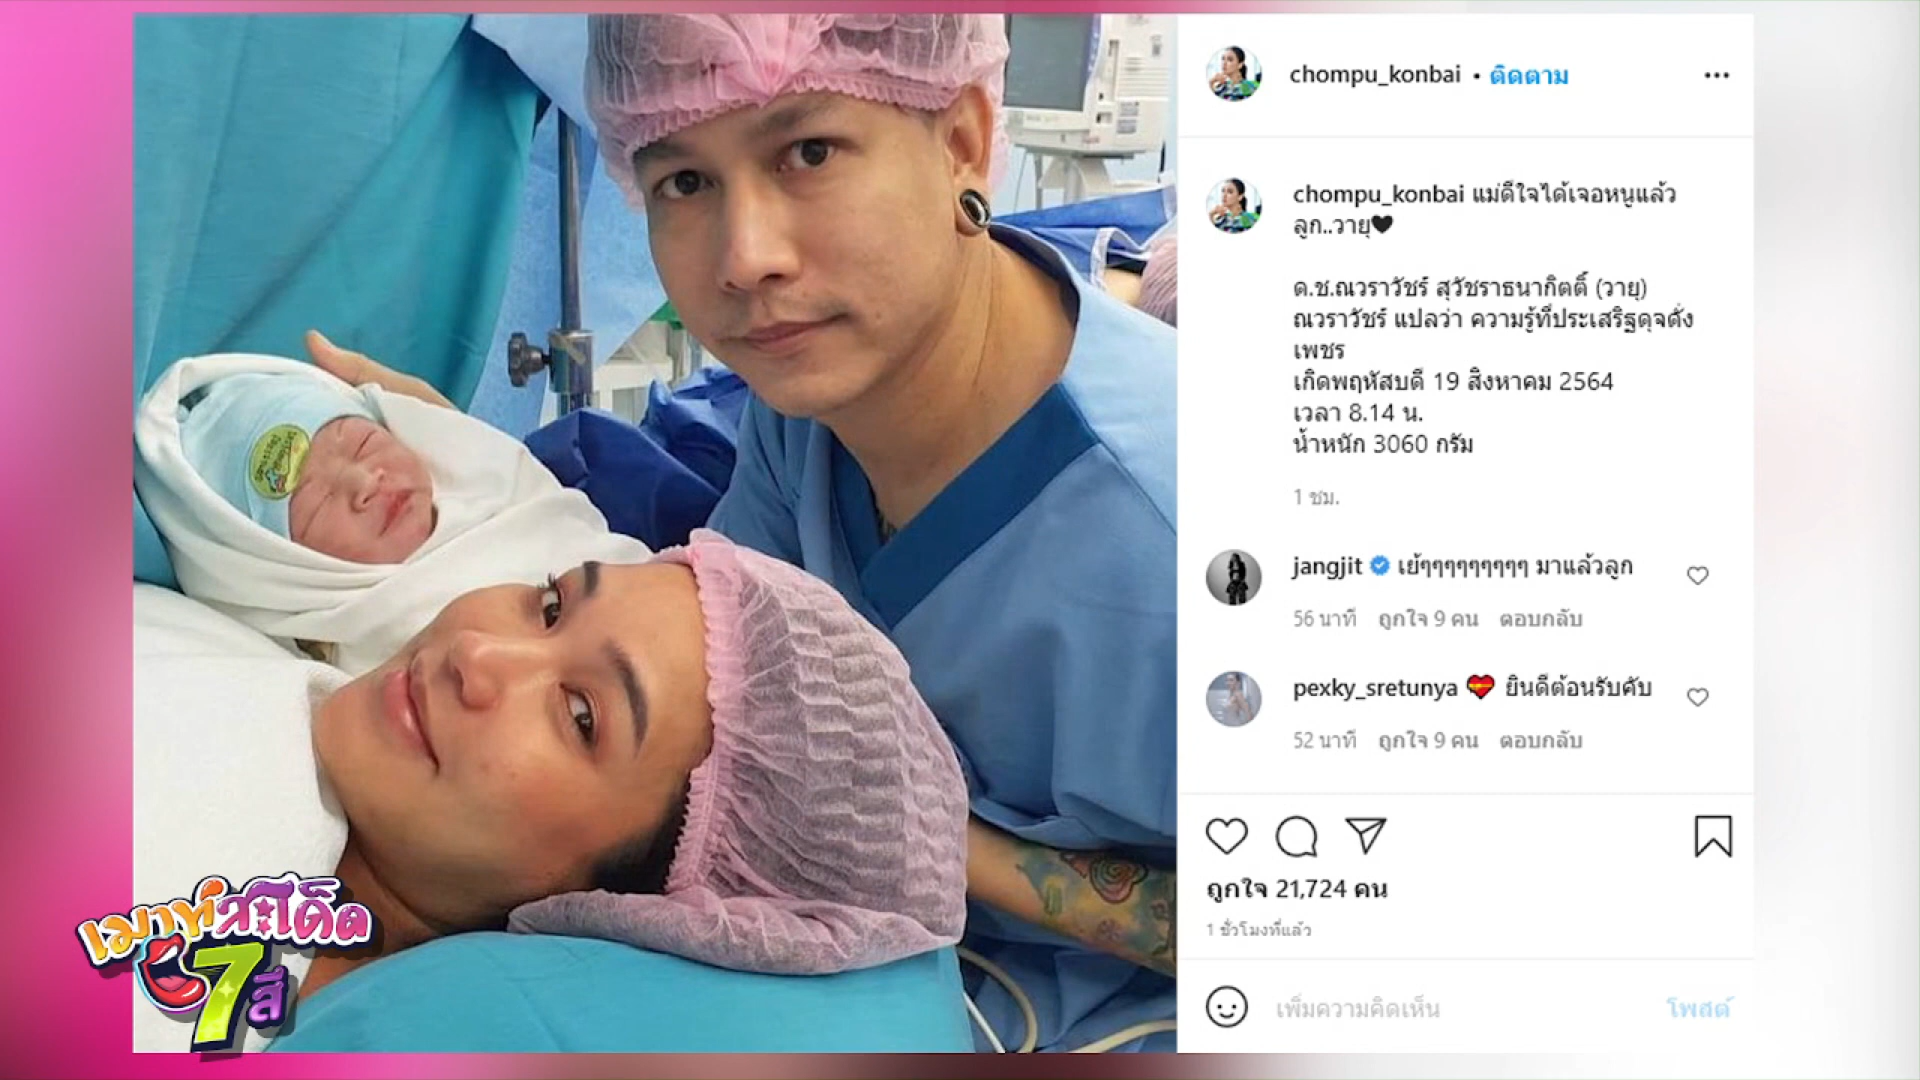 chompu_konbai • ติดตาม
chompu_konbai แม่ดีใจได้เจอหนูแล้ว
ลูก..วายุ🖤
ด.ช.ณวราวัชร์ สุวัชราธนากิตติ์ (วายุ)
ณวราวัชร์ แปลว่า ความรู้ที่ประเสริฐดุจดั่ง
เพชร
เกิดพฤหัสบดี 19 สิงหาคม 2564
เวลา 8.14 น.
น้ำหนัก 3060 กรัม
1 ชม.
jangjit เย้ๆๆๆๆๆๆๆๆๆ มาแล้วลูก
56 นาที ถูกใจ 9 คน ตอบกลับ
pexky_sretunya ยินดีต้อนรับคับ
52 นาที ถูกใจ 9 คน ตอบกลับ
ถูกใจ 21,724 คน
1 ชั่วโมงที่แล้ว
เพิ่มความคิดเห็น
โพสต์
เมาท์สะเด็ด
7สี